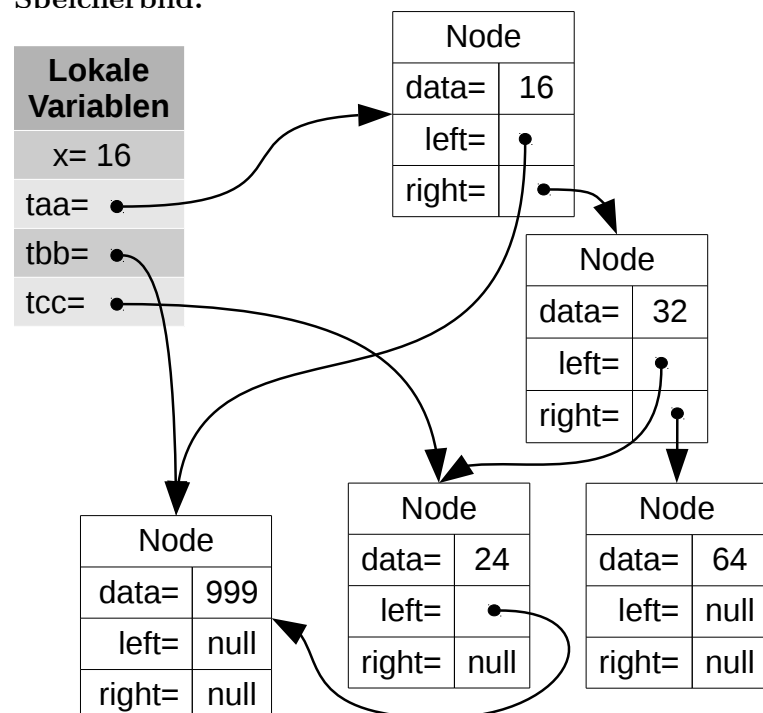 Speicherbild:
Lokale
Variablen
x= 16
taa=
tbb=
tcc=
Node
data= 16
left=
right=
Node
data= 32
left=
right=
Node
data= 999
left= null
right= null
Node
data= 24
left=
right= null
Node
data= 64
left= null
right= null